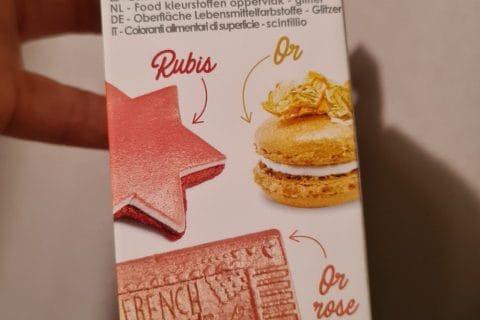 NL - Food kleurstoffen oppervlak - glitter
DE - Oberfläche Lebensmittelfarbstoffe - Glitzer
IT - Coloranti alimentari di superficie - scintillio
Rubis
Or
Or
rose
FRENCH